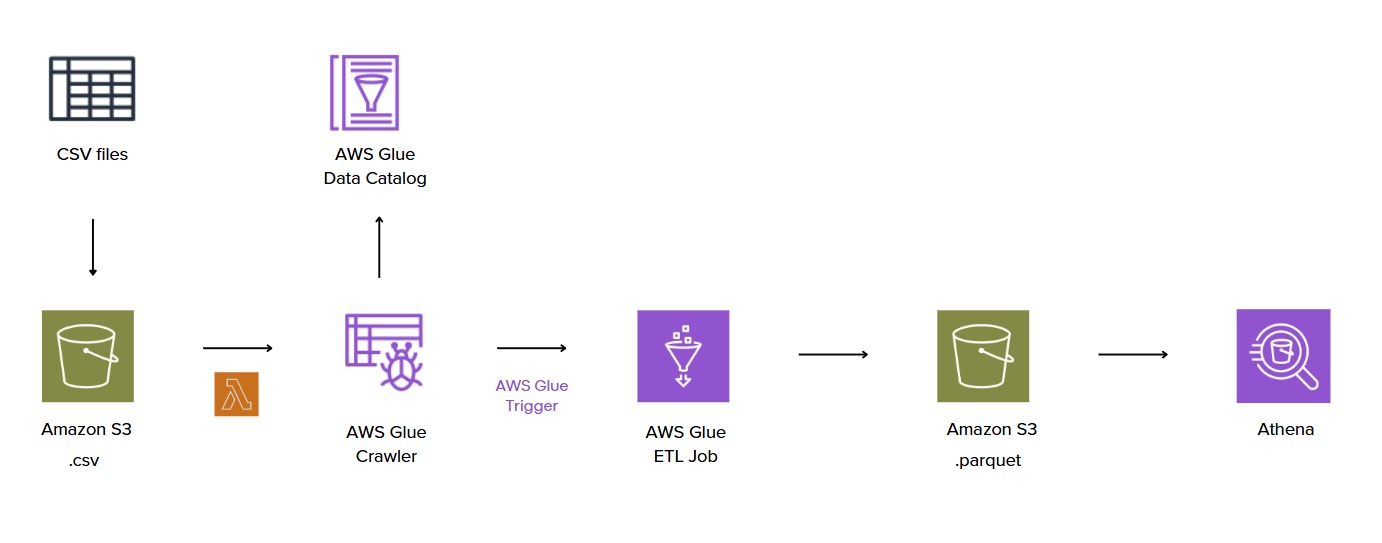 CSV files
AWS Glue
Data Catalog
Amazon S3
.csv
AWS Glue
Crawler
AWS Glue
Trigger
AWS Glue
ETL Job
Amazon S3
.parquet
Athena